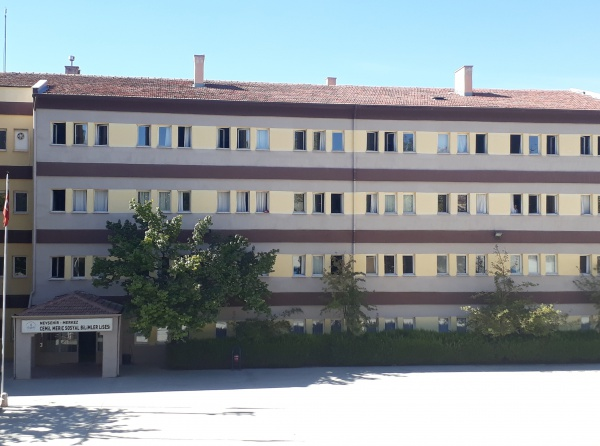 NEVŞEHİR - MERKEZ
CEMİL MERİÇ SOSYAL BİLİMLER LİSESİ